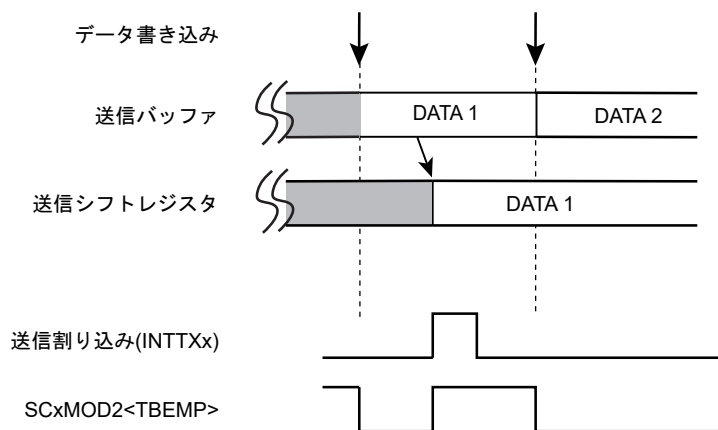 データ書き込み
送信バッファ
DATA 1
DATA 2
送信シフトレジスタ
DATA 1
送信割り込み(INTTXx)
SCxMOD2<TBEMP>